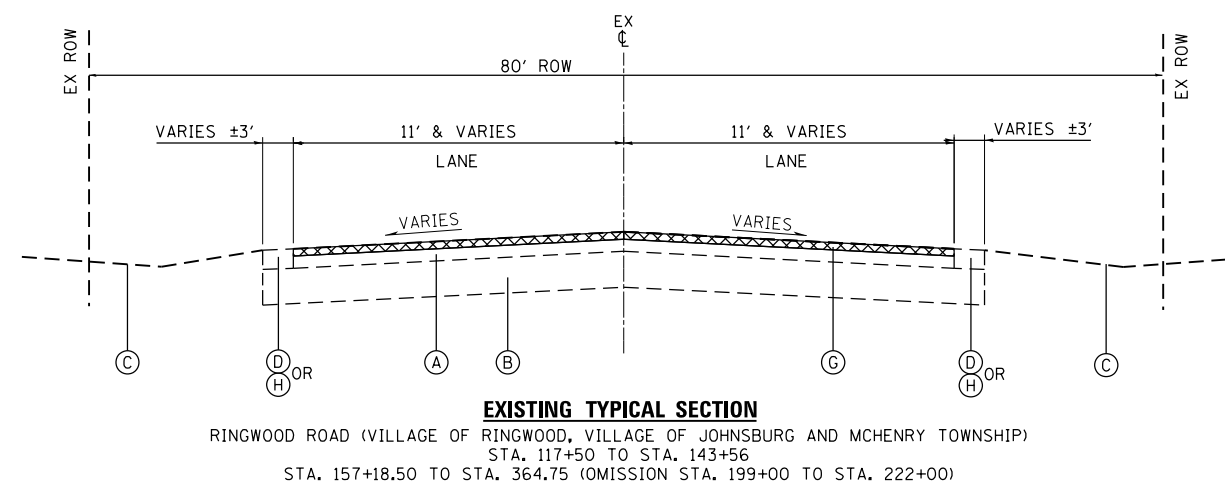 EX
℄
EX ROW
80' ROW
EX ROW
VARIES ±3'
11' & VARIES
LANE
11' & VARIES
LANE
VARIES ±3'
VARIES
VARIES
C
D
H OR
A
B
G
D
H OR
C
EXISTING TYPICAL SECTION
RINGWOOD ROAD (VILLAGE OF RINGWOOD, VILLAGE OF JOHNSBURG AND MCHENRY TOWNSHIP)
STA. 117+50 TO STA. 143+56
STA. 157+18.50 TO STA. 364.75 (OMISSION STA. 199+00 TO STA. 222+00)